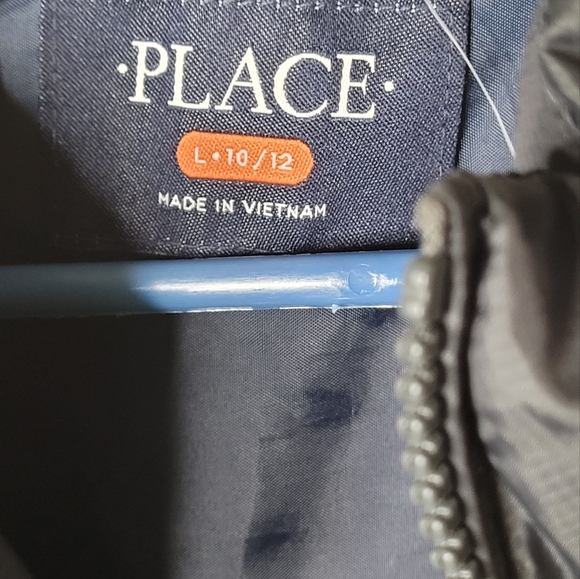 ·PLACE·
L • 10/12
MADE IN VIETNAM